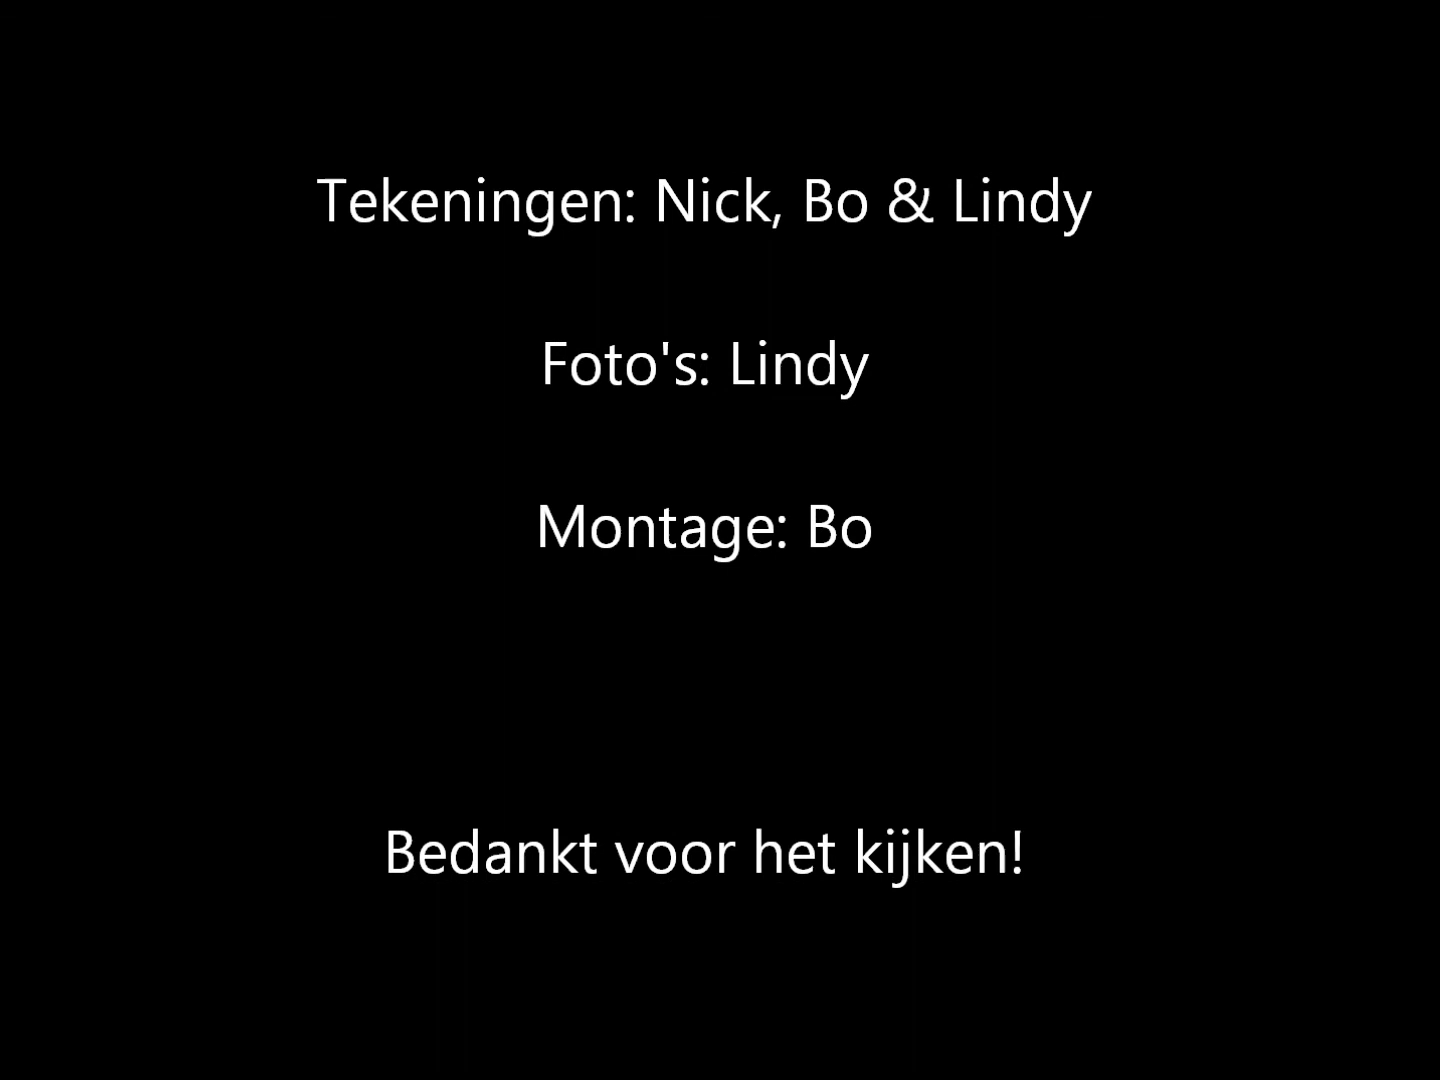 Tekeningen: Nick, Bo & Lindy
Foto's: Lindy
Montage: Bo
Bedankt voor het kijken!